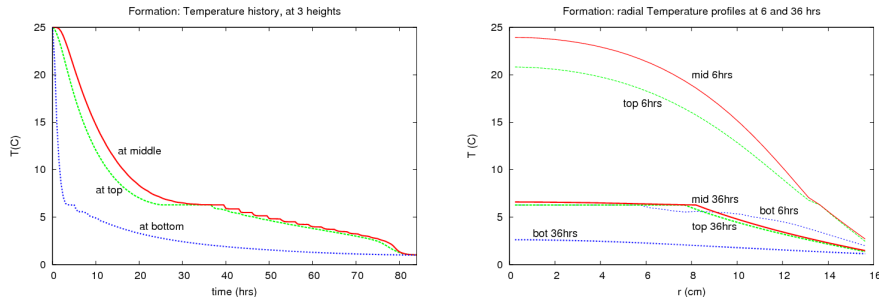 Formation: Temperature history, at 3 heights
25
20
15
10
5
0
T(C)
at middle
at top
at bottom
0 10 20 30 40 50 60 70 80
time (hrs)
Formation: radial Temperature profiles at 6 and 36 hrs
25
20
15
10
5
0
T (C)
mid 6hrs
top 6hrs
mid 36hrs
bot 6hrs
top 36hrs
bot 36hrs
0 2 4 6 8 10 12 14 16
r (cm)